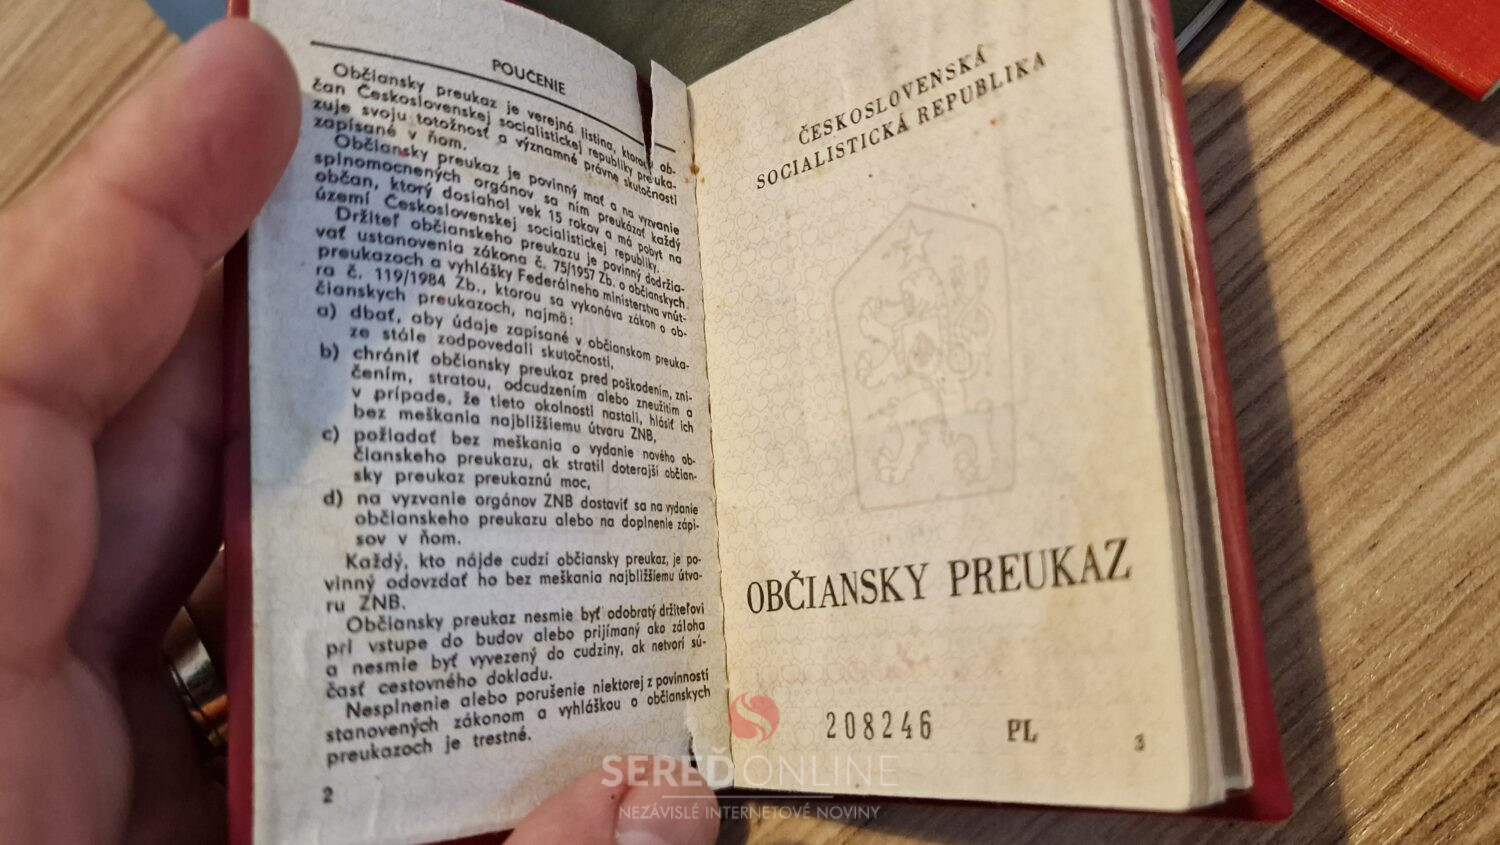 POUČENIE
Občiansky preukaz je verejná listina, ktorou ob-
čan Československej socialistickej republiky preuka-
zuje svoju totožnosť a významné právne skutočnosti
zapísané v ňom.
Občiansky preukaz je povinný mať a na vyzvanie
splnomocnených orgánov sa ním preukázať každý
občan, ktorý dosiahol vek 15 rokov a má pobyt na
území Československej socialistickej republiky.
Držiteľ občianskeho preukazu je povinný dodržia-
vať ustanovenia zákona č. 75/1957 Zb. o občianskych
preukazoch a vyhlášky Federálneho ministerstva vnút-
ra č. 119/1984 Zb., ktorou sa vykonáva zákon o ob-
čianskych preukazoch, najmä:
a) dbať, aby údaje zapísané v občianskom preuka-
ze stále zodpovedali skutočnosti,
b) chrániť občiansky preukaz pred poškodením, zni-
čením, stratou, odcudzením alebo zneužitím a
v prípade, že tieto okolnosti nastali, hlásiť ich
bez meškania najbližšiemu útvaru ZNB,
c) požiadať bez meškania o vydanie nového ob-
čianskeho preukazu, ak stratil doterajší občian-
sky preukaz preukaznú moc,
d) na vyzvanie orgánov ZNB dostaviť sa na vydanie
občianskeho preukazu alebo na doplnenie zápi-
sov v ňom.
Každý, kto nájde cudzí občiansky preukaz, je po-
vinný odovzdať ho bez meškania najbližšiemu útva-
ru ZNB.
Občiansky preukaz nesmie byť odobratý držiteľovi
pri vstupe do budov alebo prijímaný ako záloha
a nesmie byť vyvezený do cudziny, ak netvorí sú-
časť cestovného dokladu.
Nesplnenie alebo porušenie niektorej z povinností
stanovených zákonom a vyhláškou o občianskych
preukazoch je trestné.
2
ČESKOSLOVENSKÁ
SOCIALISTICKÁ REPUBLIKA
OBČIANSKY PREUKAZ
208246 PL
3
SEREĎ ONLINE
NEZÁVISLÉ INTERNETOVÉ NOVINY